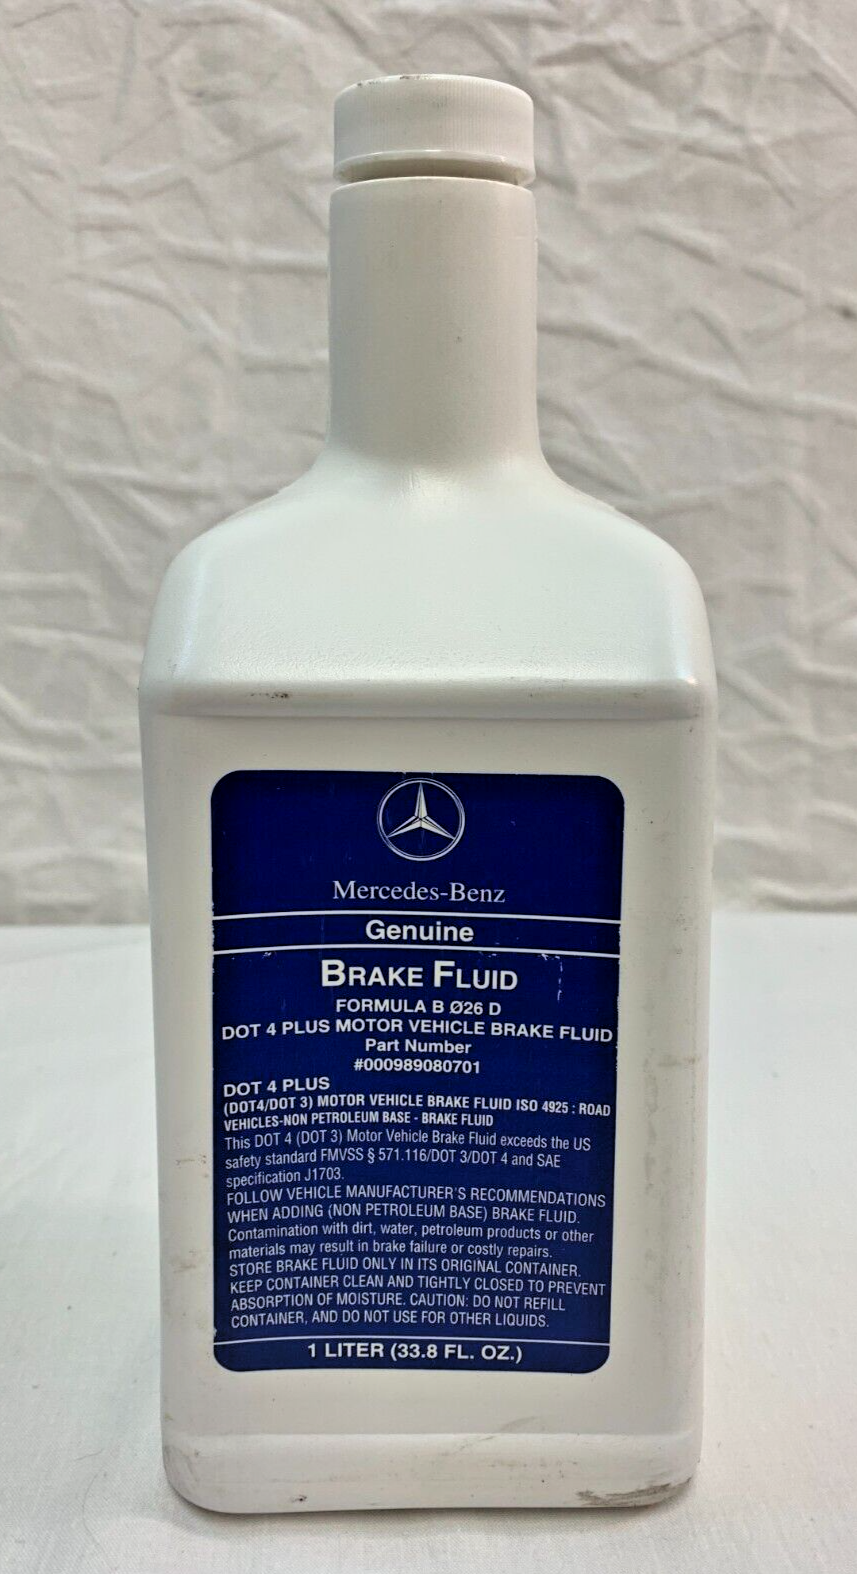 Mercedes-Benz
Genuine
BRAKE FLUID
FORMULA B Ø26 D
DOT 4 PLUS MOTOR VEHICLE BRAKE FLUID
Part Number
#000989080701
DOT 4 PLUS
(DOT4/DOT 3) MOTOR VEHICLE BRAKE FLUID ISO 4925 : ROAD
VEHICLES-NON PETROLEUM BASE - BRAKE FLUID
This DOT 4 (DOT 3) Motor Vehicle Brake Fluid exceeds the US
safety standard FMVSS § 571.116/DOT 3/DOT 4 and SAE
specification J1703.
FOLLOW VEHICLE MANUFACTURER'S RECOMMENDATIONS
WHEN ADDING (NON PETROLEUM BASE) BRAKE FLUID.
Contamination with dirt, water, petroleum products or other
materials may result in brake failure or costly repairs.
STORE BRAKE FLUID ONLY IN ITS ORIGINAL CONTAINER.
KEEP CONTAINER CLEAN AND TIGHTLY CLOSED TO PREVENT
ABSORPTION OF MOISTURE. CAUTION: DO NOT REFILL
CONTAINER, AND DO NOT USE FOR OTHER LIQUIDS.
1 LITER (33.8 FL. OZ.)